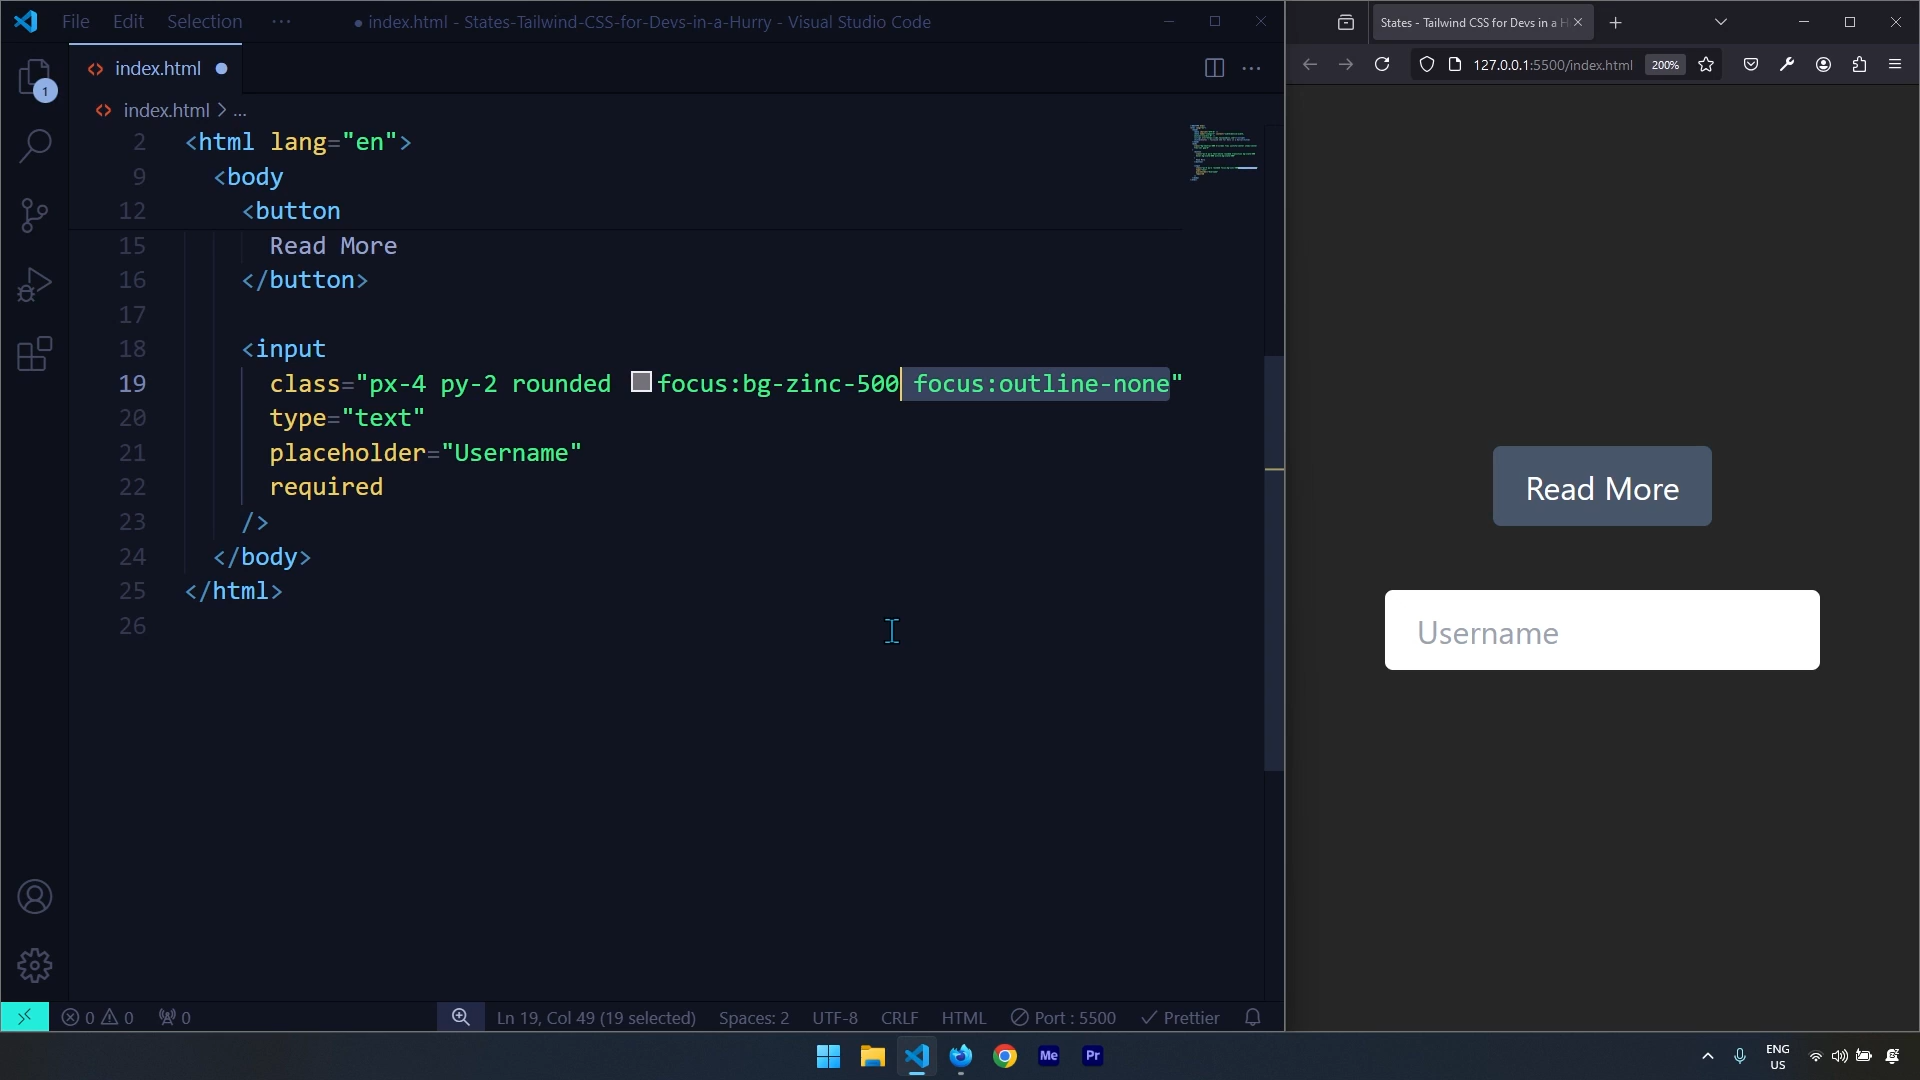 File Edit Selection ··· ● index.html - States-Tailwind-CSS-for-Devs-in-a-Hurry - Visual Studio Code
<> index.html ●
<> index.html > ...
1
2 <html lang="en">
9 <body
12 <button
15 Read More
16 </button>
17
18 <input
19 class="px-4 py-2 rounded focus:bg-zinc-500 focus:outline-none"
20 type="text"
21 placeholder="Username"
22 required
23 />
24 </body>
25 </html>
26
0 0 0 Ln 19, Col 49 (19 selected) Spaces: 2 UTF-8 CRLF HTML Port : 5500 Prettier
States - Tailwind CSS for Devs in a H
127.0.0.1:5500/index.html 200%
Read More
Username
Me Pr
ENG
US